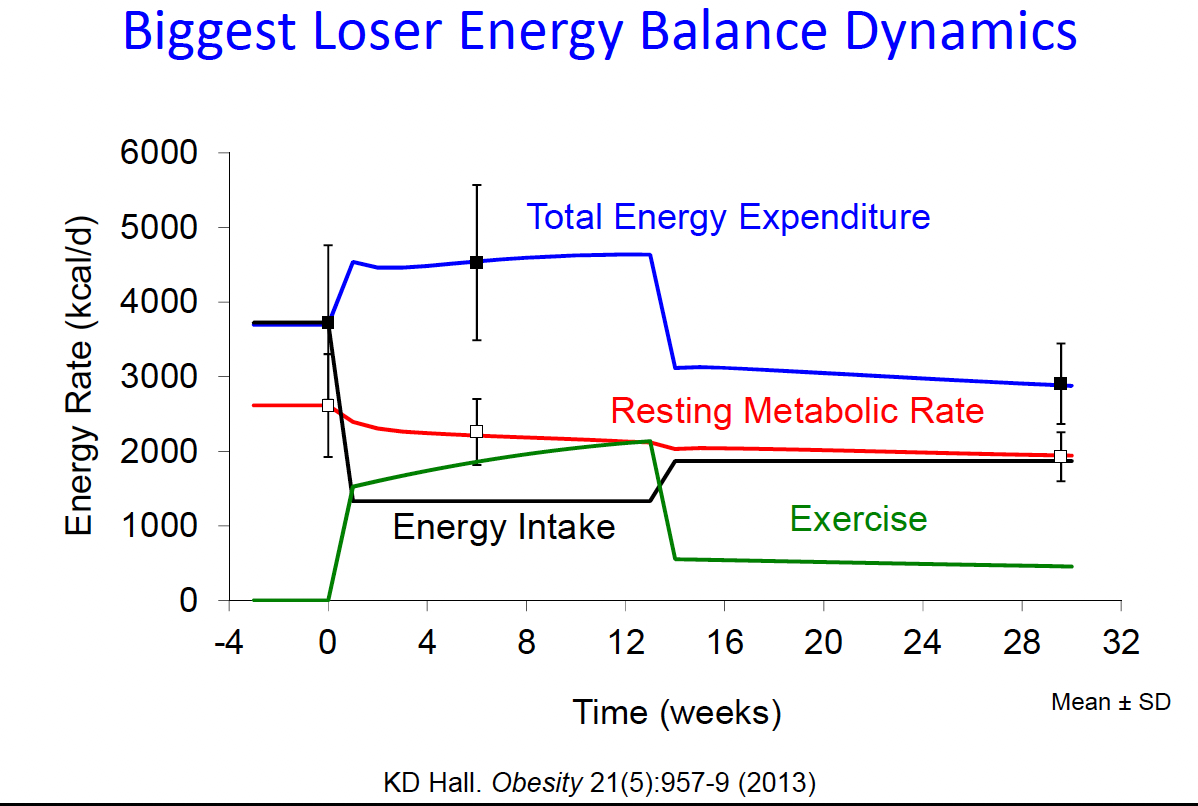 Biggest Loser Energy Balance Dynamics
6000
5000
4000
3000
2000
1000
0
Energy Rate (kcal/d)
Total Energy Expenditure
Resting Metabolic Rate
Energy Intake
Exercise
-4 0 4 8 12 16 20 24 28 32
Time (weeks)
Mean ± SD
KD Hall. Obesity 21(5):957-9 (2013)